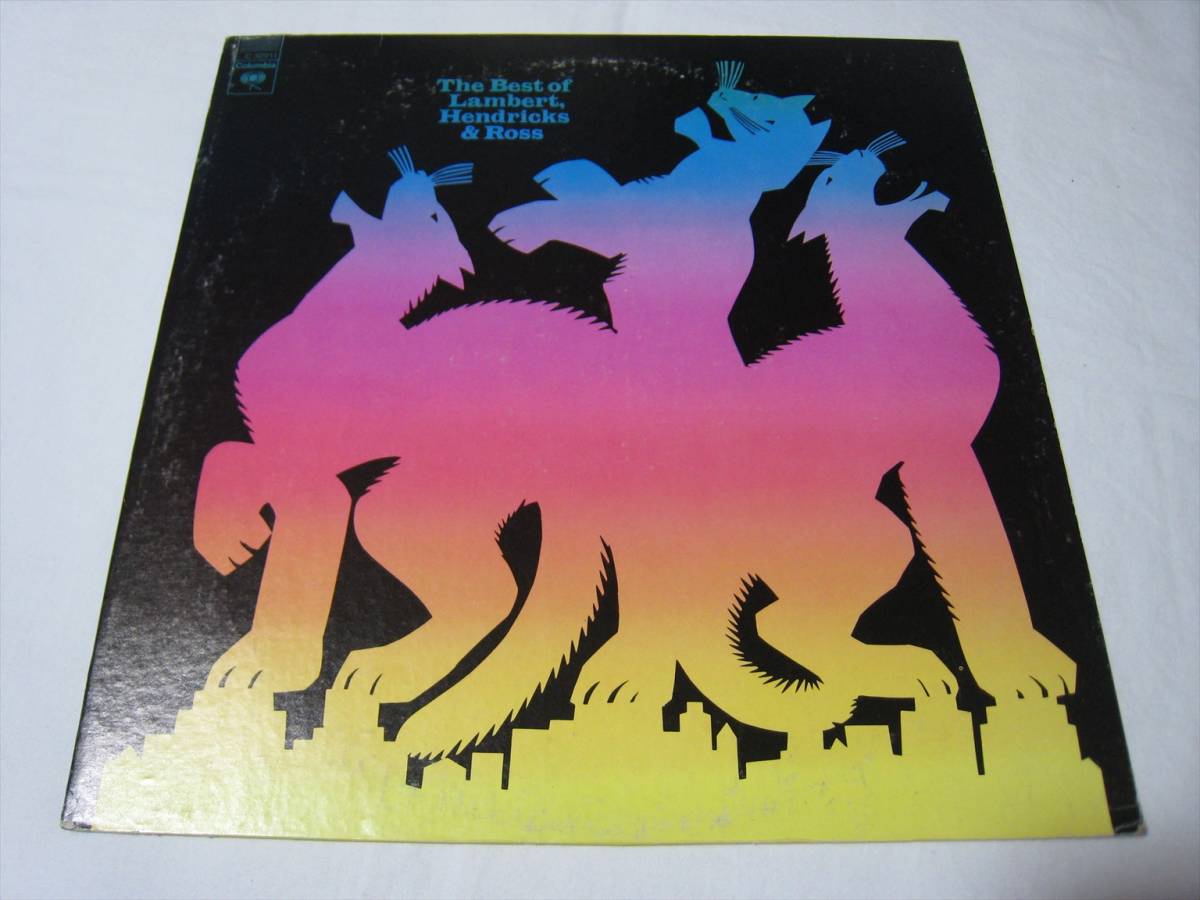 Columbia
The Best of
Lambert,
Hendricks
& Ross